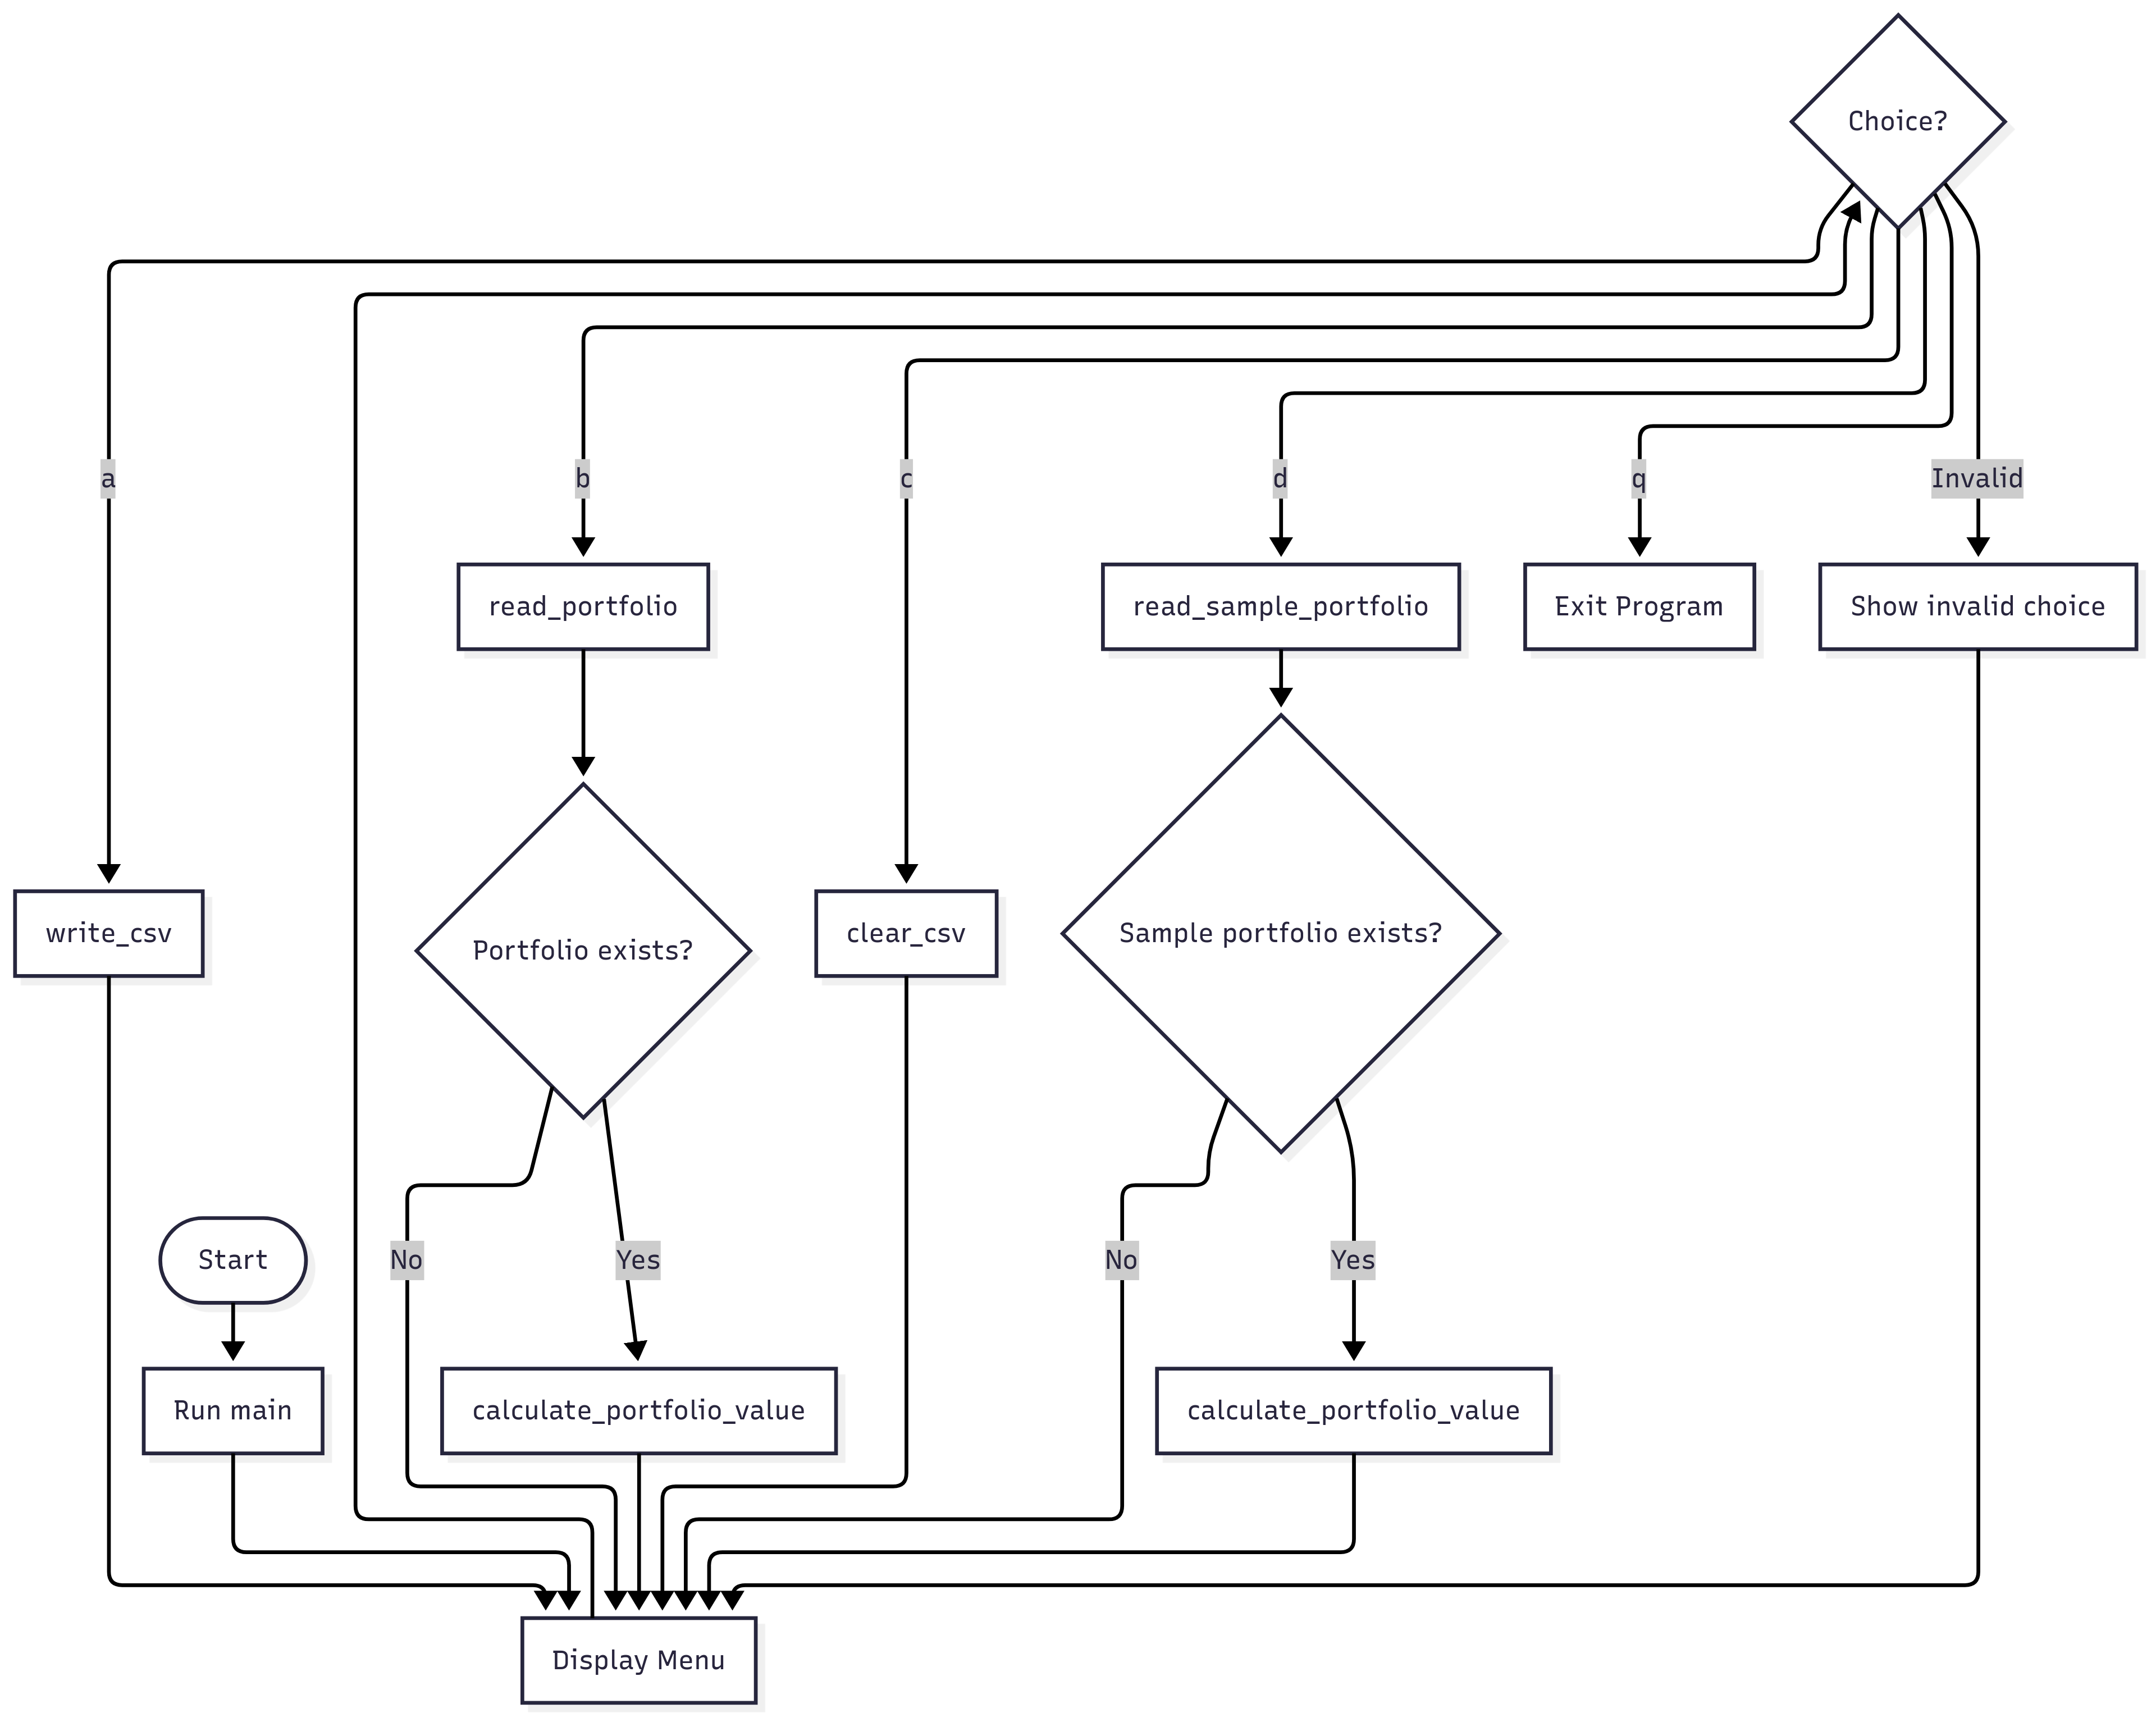 Choice?
a
b
c
d
q
Invalid
read_portfolio
read_sample_portfolio
Exit Program
Show invalid choice
write_csv
Portfolio exists?
clear_csv
Sample portfolio exists?
Start
No
Yes
No
Yes
Run main
calculate_portfolio_value
calculate_portfolio_value
Display Menu